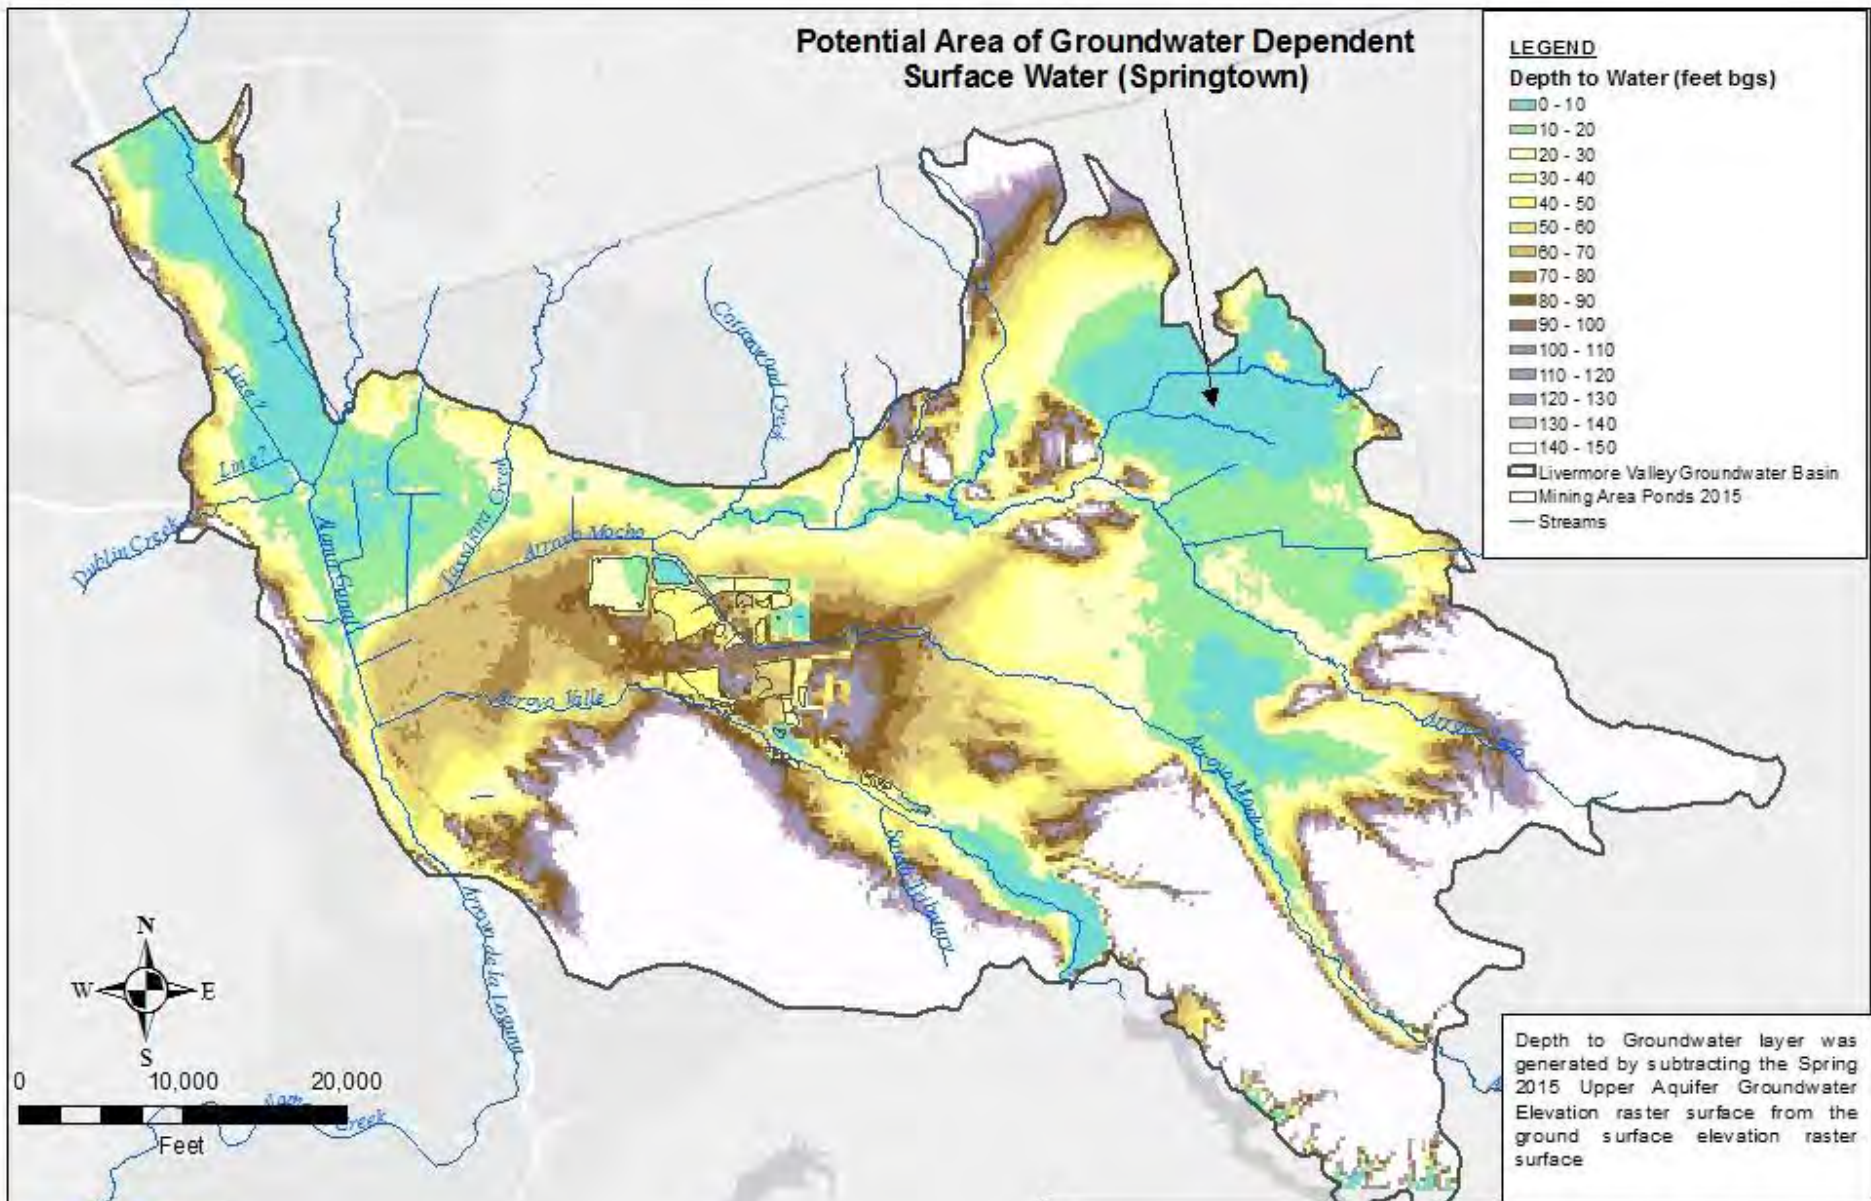 Potential Area of Groundwater Dependent
Surface Water (Springtown)
LEGEND
Depth to Water (feet bgs)
0 - 10
10 - 20
20 - 30
30 - 40
40 - 50
50 - 60
60 - 70
70 - 80
80 - 90
90 - 100
100 - 110
110 - 120
120 - 130
130 - 140
140 - 150
Livermore Valley Groundwater Basin
Mining Area Ponds 2015
Streams
Cottonwood Creek
Line ?
Dublin Creek
Alamo Canal
Tassajara Creek
Arroyo Mocho
Arroyo Valle
Arroyo Mocho
South Tributary
Arroyo de la Laguna
Creek
N
W
E
S
0
10,000
20,000
Feet
Depth to Groundwater layer was
generated by subtracting the Spring
2015 Upper Aquifer Groundwater
Elevation raster surface from the
ground surface elevation raster
surface